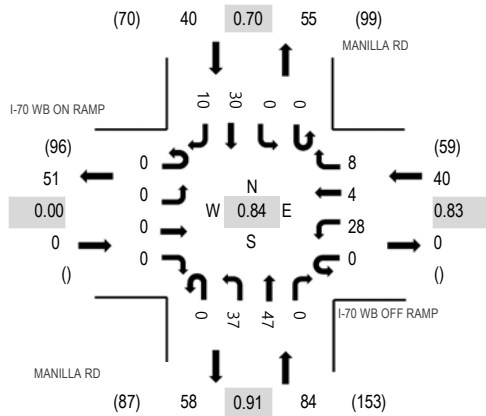 (70) 40 0.70 55 (99)
MANILLA RD
10 30 0 0
I-70 WB ON RAMP
(96) 0 8 (59)
51 0 4 40
N
0.00 W 0.84 E 0.83
S
0 0 28 0
() 0 0 ()
0 37 47 0
I-70 WB OFF RAMP
MANILLA RD
(87) 58 0.91 84 (153)